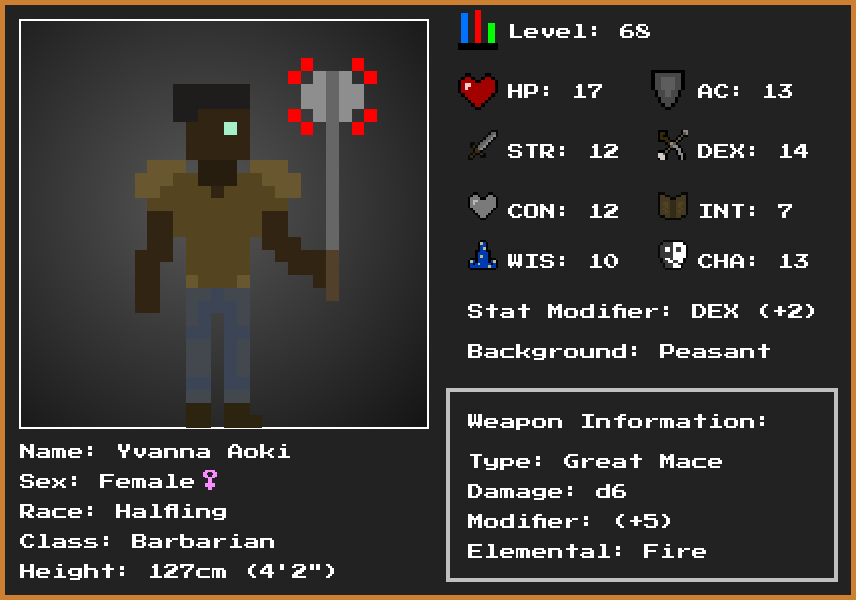 Level: 68
HP: 17
AC: 13
STR: 12
DEX: 14
CON: 12
INT: 7
WIS: 10
CHA: 13
Stat Modifier: DEX (+2)
Background: Peasant
Weapon Information:
Type: Great Mace
Damage: d6
Modifier: (+5)
Elemental: Fire
Name: Yvanna Aoki
Sex: Female♀
Race: Halfling
Class: Barbarian
Height: 127cm (4'2")